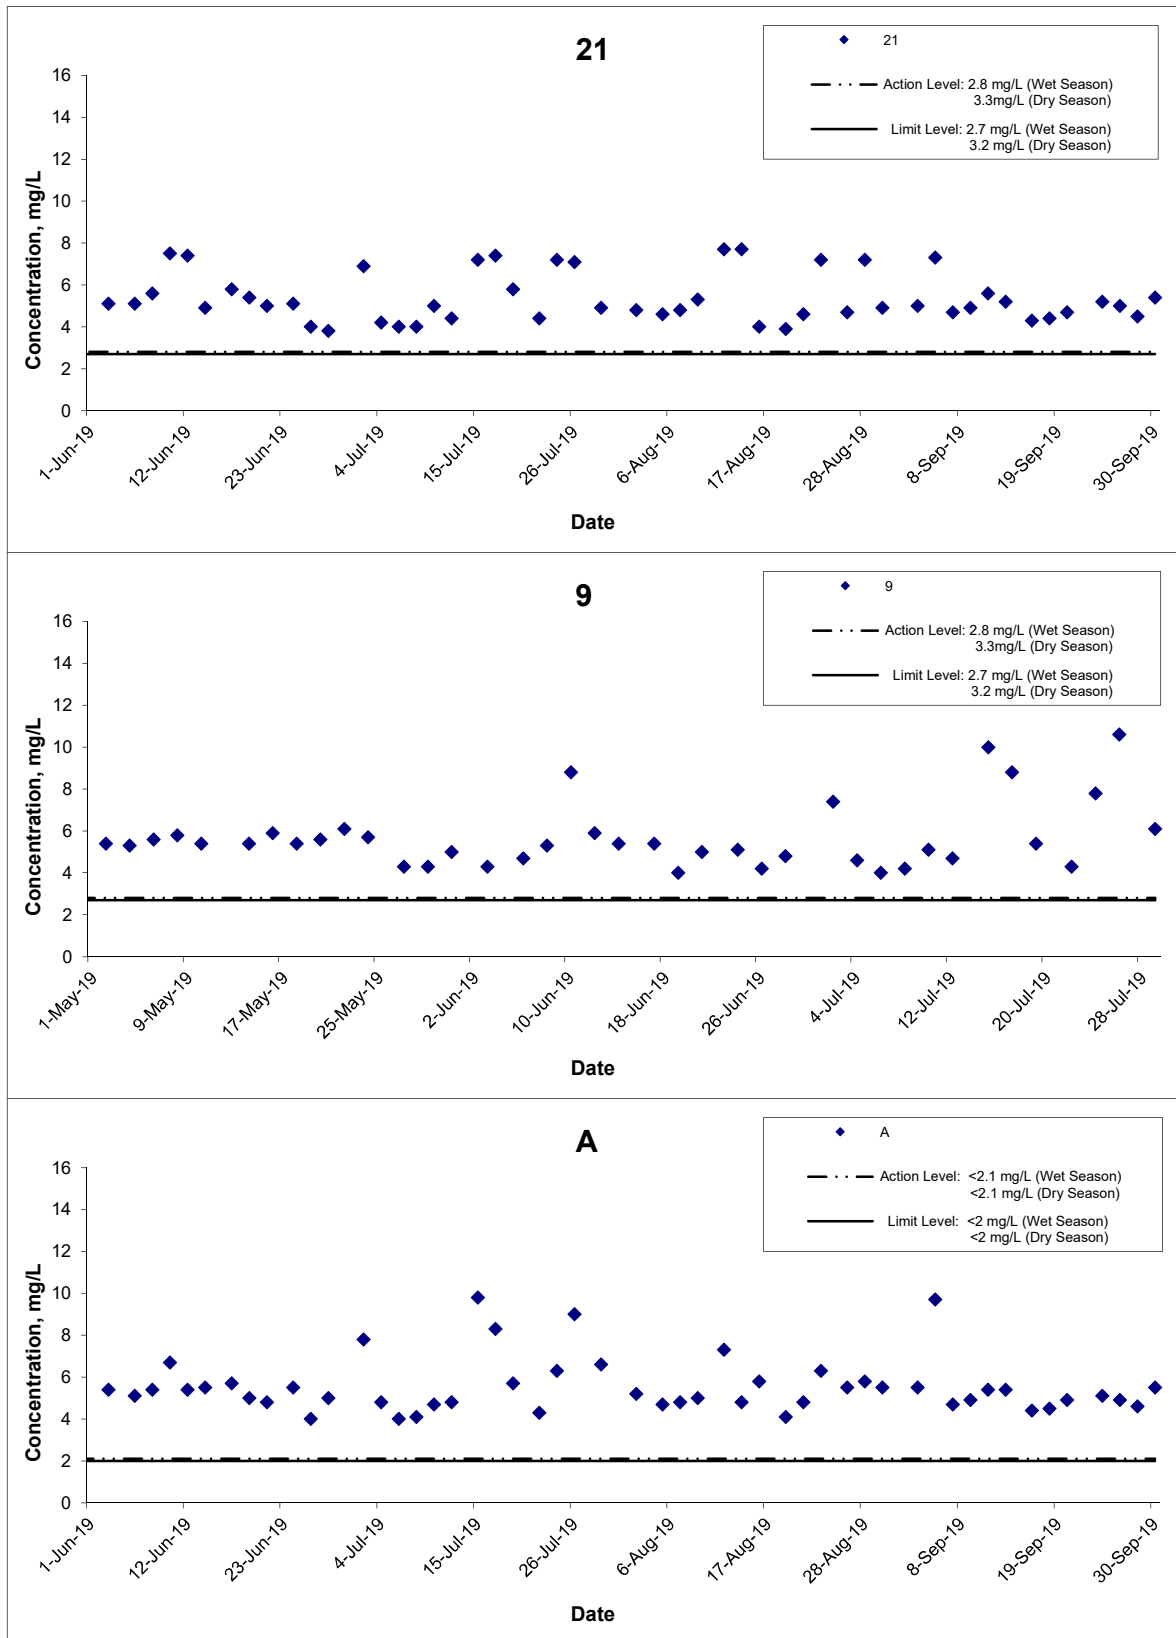 21
21
Action Level: 2.8 mg/L (Wet Season)
3.3mg/L (Dry Season)
Limit Level: 2.7 mg/L (Wet Season)
3.2 mg/L (Dry Season)
Concentration, mg/L
16
14
12
10
8
6
4
2
0
1-Jun-19
12-Jun-19
23-Jun-19
4-Jul-19
15-Jul-19
26-Jul-19
6-Aug-19
17-Aug-19
28-Aug-19
8-Sep-19
19-Sep-19
30-Sep-19
Date
9
9
Action Level: 2.8 mg/L (Wet Season)
3.3mg/L (Dry Season)
Limit Level: 2.7 mg/L (Wet Season)
3.2 mg/L (Dry Season)
Concentration, mg/L
16
14
12
10
8
6
4
2
0
1-May-19
9-May-19
17-May-19
25-May-19
2-Jun-19
10-Jun-19
18-Jun-19
26-Jun-19
4-Jul-19
12-Jul-19
20-Jul-19
28-Jul-19
Date
A
A
Action Level: <2.1 mg/L (Wet Season)
<2.1 mg/L (Dry Season)
Limit Level: <2 mg/L (Wet Season)
<2 mg/L (Dry Season)
Concentration, mg/L
16
14
12
10
8
6
4
2
0
1-Jun-19
12-Jun-19
23-Jun-19
4-Jul-19
15-Jul-19
26-Jul-19
6-Aug-19
17-Aug-19
28-Aug-19
8-Sep-19
19-Sep-19
30-Sep-19
Date